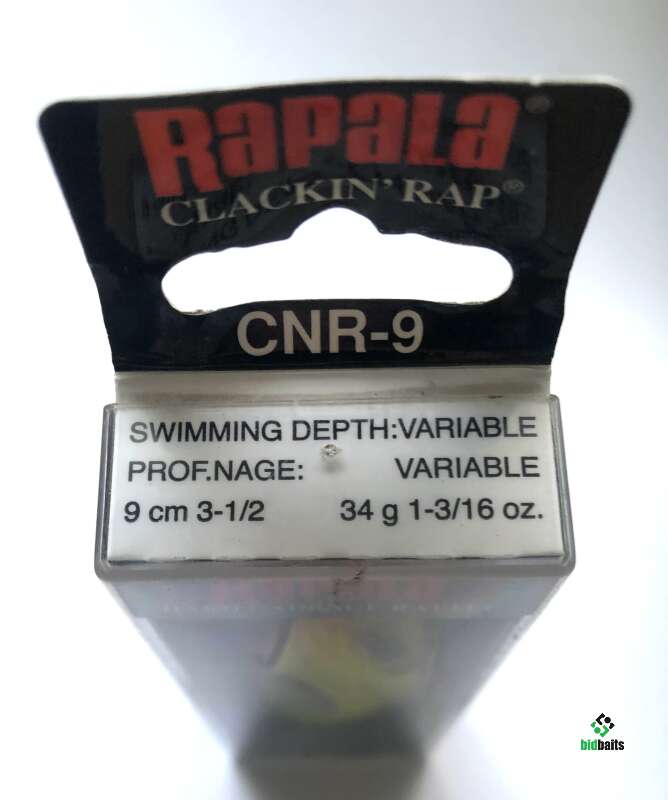 RAPALA®
CLACKIN' RAP®
CNR-9
SWIMMING DEPTH:VARIABLE
PROF.NAGE: VARIABLE
9 cm 3-1/2 34 g 1-3/16 oz.
RAPALA
bidbaits